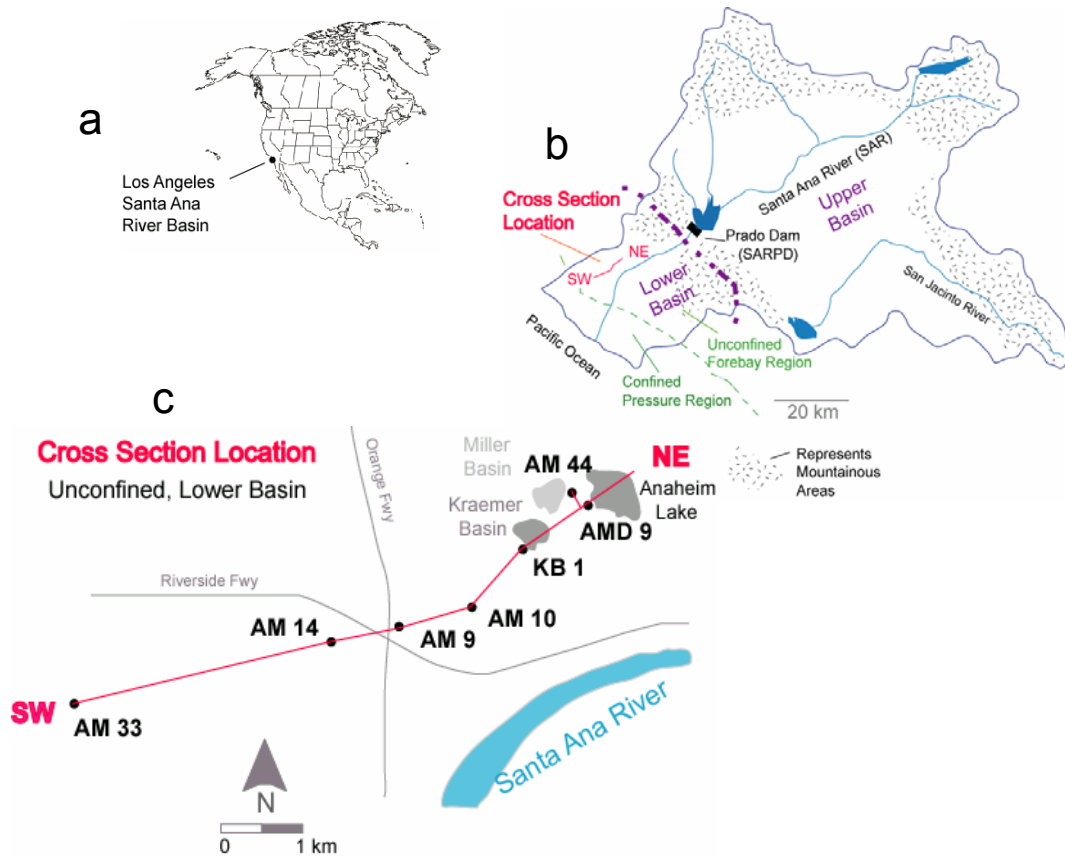 a
Los Angeles
Santa Ana
River Basin
b
Santa Ana River (SAR)
Upper
Basin
Cross Section
Location
NE
SW
Prado Dam
(SARPD)
Lower
Basin
San Jacinto River
Pacific Ocean
Unconfined
Forebay Region
Confined
Pressure Region
20 km
Represents
Mountainous
Areas
c
Cross Section Location
Unconfined, Lower Basin
Orange Fwy
Miller
Basin
AM 44
NE
Anaheim
Lake
Kraemer
Basin
AMD 9
KB 1
Riverside Fwy
AM 10
AM 14
AM 9
SW
AM 33
Santa Ana River
N
0 1 km